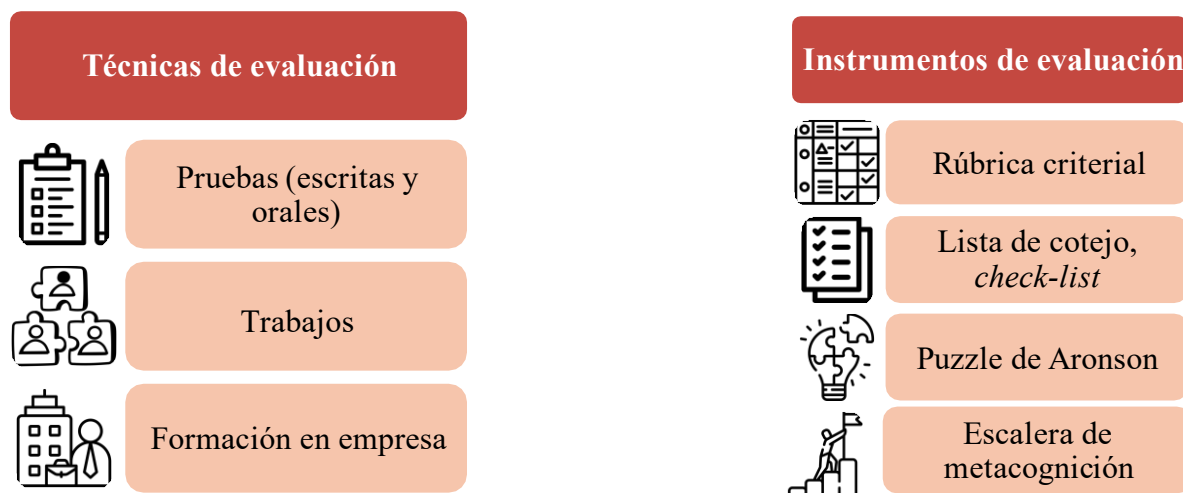 Técnicas de evaluación
Pruebas (escritas y
orales)
Trabajos
Formación en empresa
Instrumentos de evaluación
Rúbrica criterial
Lista de cotejo,
check-list
Puzzle de Aronson
Escalera de
metacognición